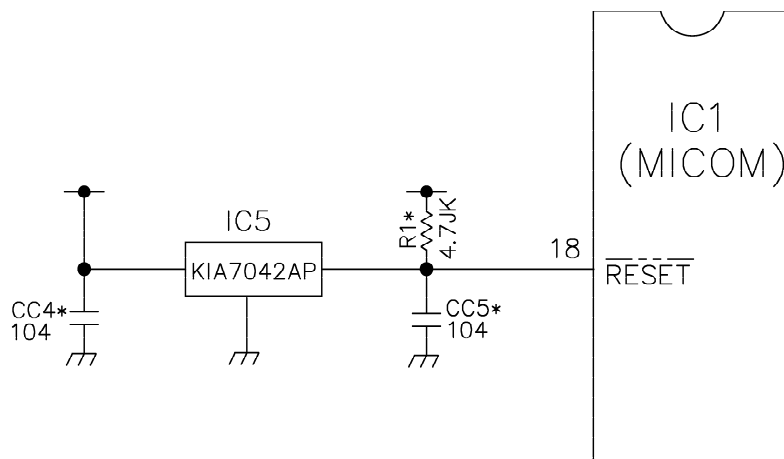 IC1
(MICOM)
IC5
KIA7042AP
R1*
4.7JK
18
RESET
CC4*
104
CC5*
104